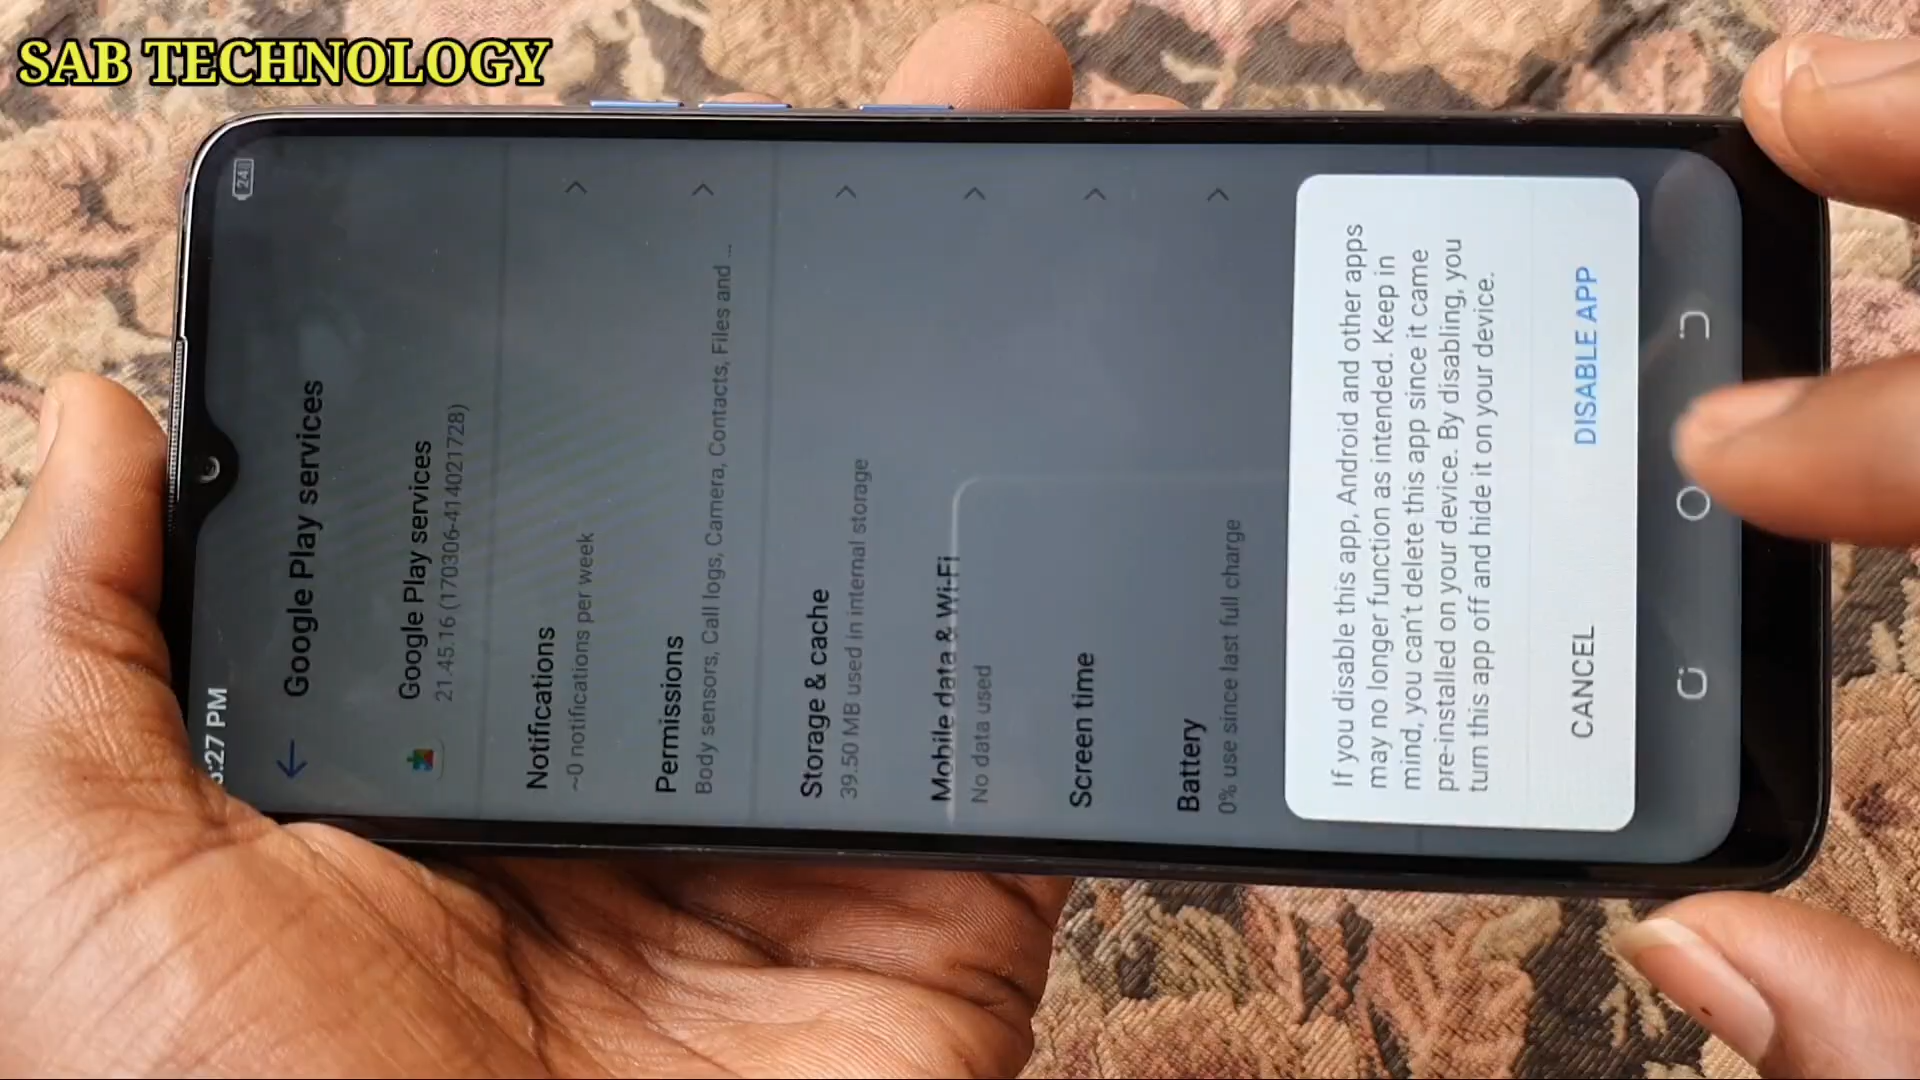 SAB TECHNOLOGY
:27 PM
24
Google Play services
Google Play services
21.45.16 (170306-414021728)
Notifications
~0 notifications per week
Permissions
Body sensors, Call logs, Camera, Contacts, Files and ...
Storage & cache
39.50 MB used in internal storage
Mobile data & Wi-Fi
No data used
Screen time
Battery
0% use since last full charge
If you disable this app, Android and other apps
may no longer function as intended. Keep in
mind, you can't delete this app since it came
pre-installed on your device. By disabling, you
turn this app off and hide it on your device.
CANCEL
DISABLE APP